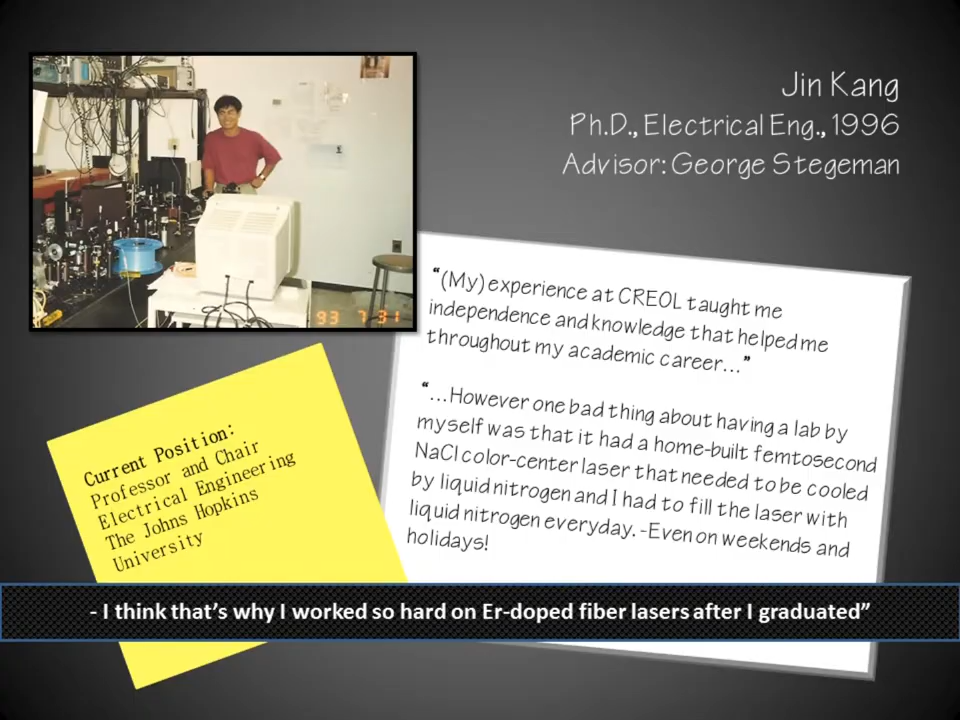 Jin Kang
Ph.D., Electrical Eng., 1996
Advisor: George Stegeman
93 7 31
“(My) experience at CREOL taught me
independence and knowledge that helped me
throughout my academic career…”
“…However one bad thing about having a lab by
myself was that it had a home-built femtosecond
NaCl color-center laser that needed to be cooled
by liquid nitrogen and I had to fill the laser with
liquid nitrogen everyday. -Even on weekends and
holidays!
Current Position:
Professor and Chair
Electrical Engineering
The Johns Hopkins
University
- I think that’s why I worked so hard on Er-doped fiber lasers after I graduated”